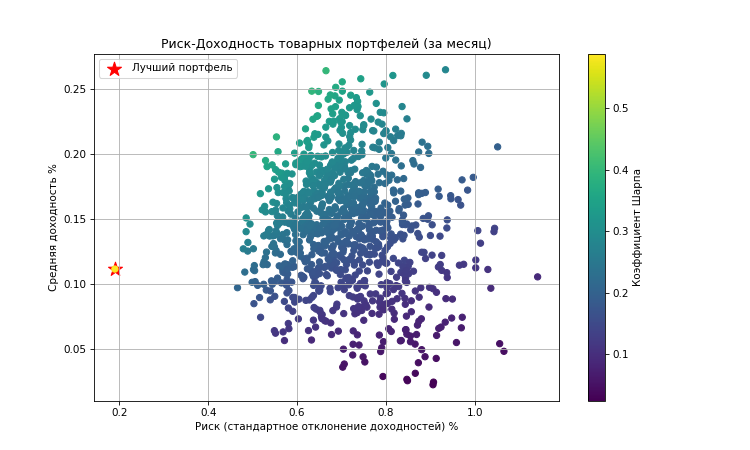 Риск-Доходность товарных портфелей (за месяц)
Лучший портфель
0.25
0.20
0.15
0.10
0.05
Средняя доходность %
0.2 0.4 0.6 0.8 1.0
Риск (стандартное отклонение доходностей) %
0.5
0.4
0.3
0.2
0.1
Коэффициент Шарпа